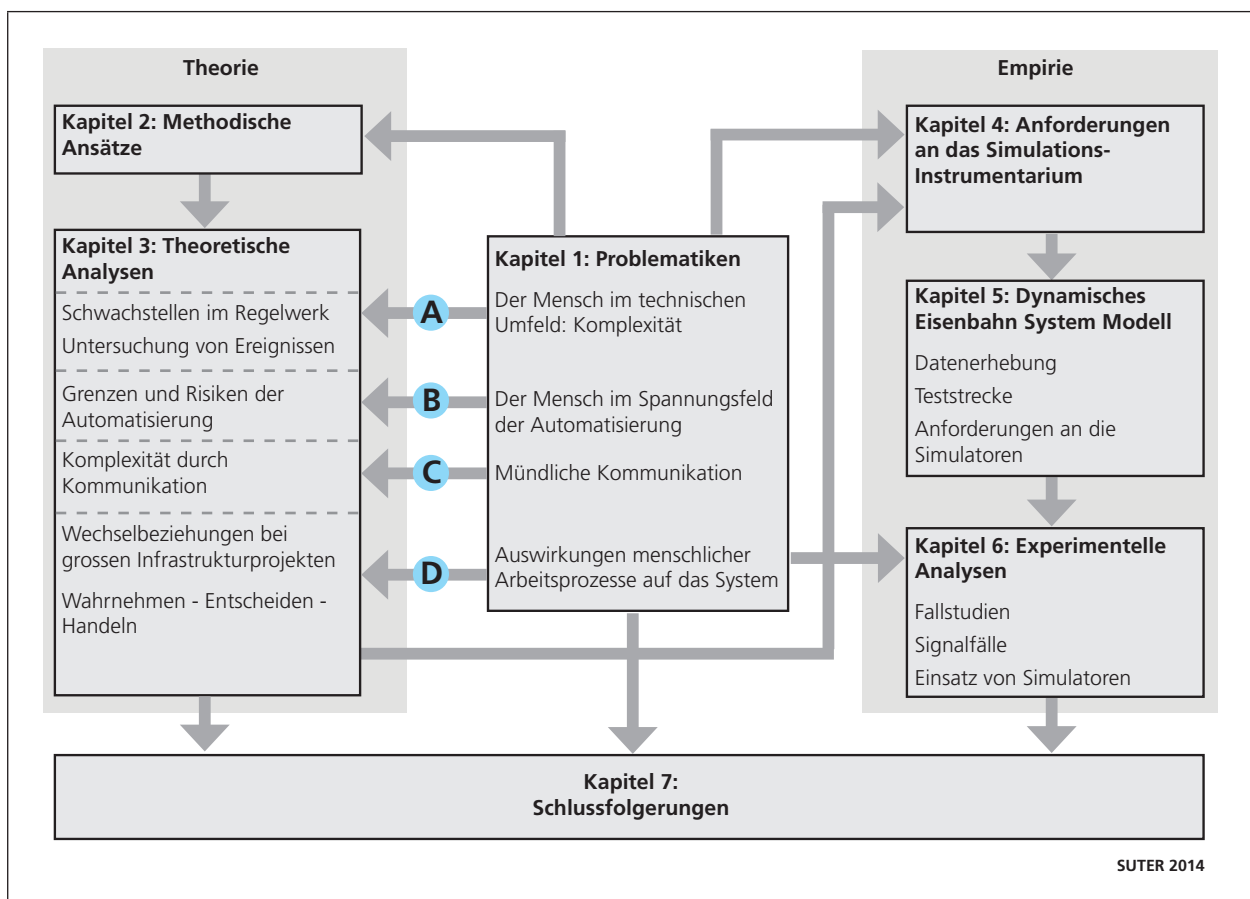 Theorie
Kapitel 2: Methodische
Ansätze
Kapitel 3: Theoretische
Analysen
Schwachstellen im Regelwerk
Untersuchung von Ereignissen
Grenzen und Risiken der
Automatisierung
Komplexität durch
Kommunikation
Wechselbeziehungen bei
grossen Infrastrukturprojekten
Wahrnehmen - Entscheiden -
Handeln
A
B
C
D
Kapitel 1: Problematiken
Der Mensch im technischen
Umfeld: Komplexität
Der Mensch im Spannungsfeld
der Automatisierung
Mündliche Kommunikation
Auswirkungen menschlicher
Arbeitsprozesse auf das System
Empirie
Kapitel 4: Anforderungen
an das Simulations-
Instrumentarium
Kapitel 5: Dynamisches
Eisenbahn System Modell
Datenerhebung
Teststrecke
Anforderungen an die
Simulatoren
Kapitel 6: Experimentelle
Analysen
Fallstudien
Signalfälle
Einsatz von Simulatoren
Kapitel 7:
Schlussfolgerungen
SUTER 2014